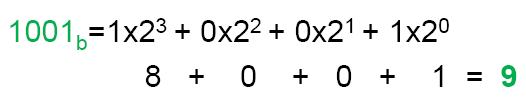 1001b=1x2³ + 0x2² + 0x2¹ + 1x2⁰
8 + 0 + 0 + 1 = 9